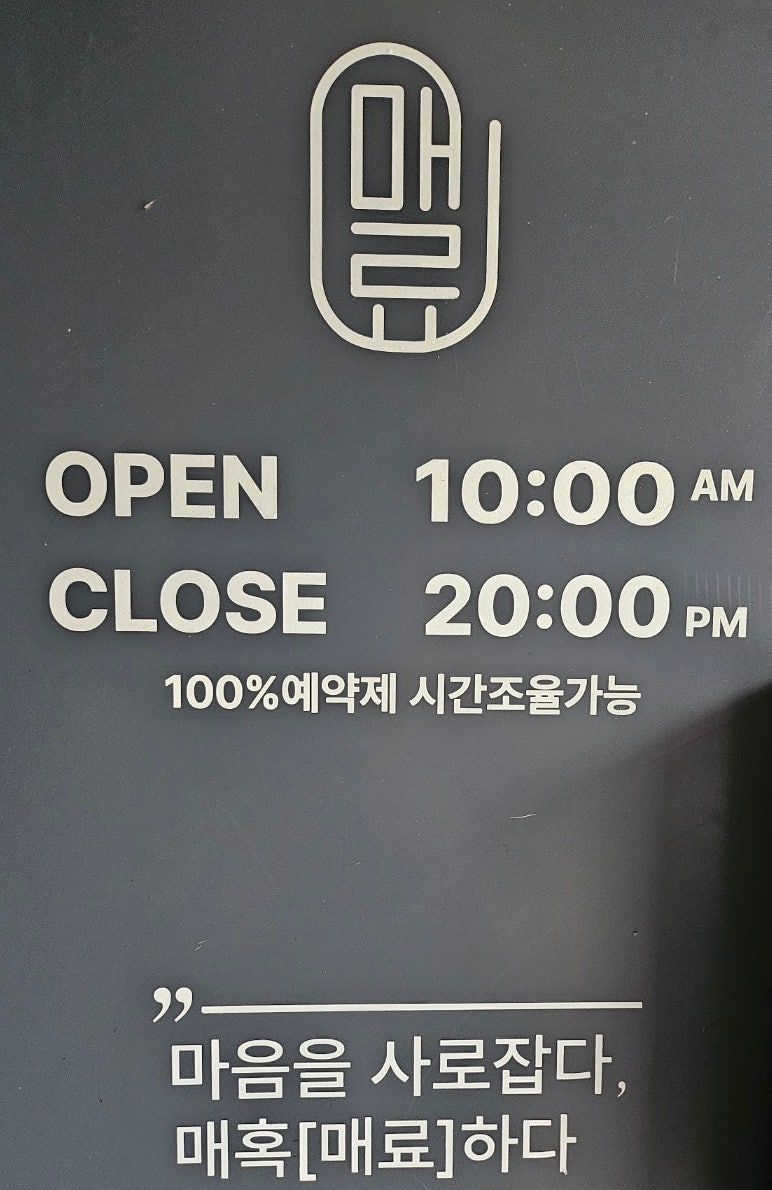 매료
OPEN 10:00 AM
CLOSE 20:00 PM
100%예약제 시간조율가능
”
마음을 사로잡다,
매혹[매료]하다